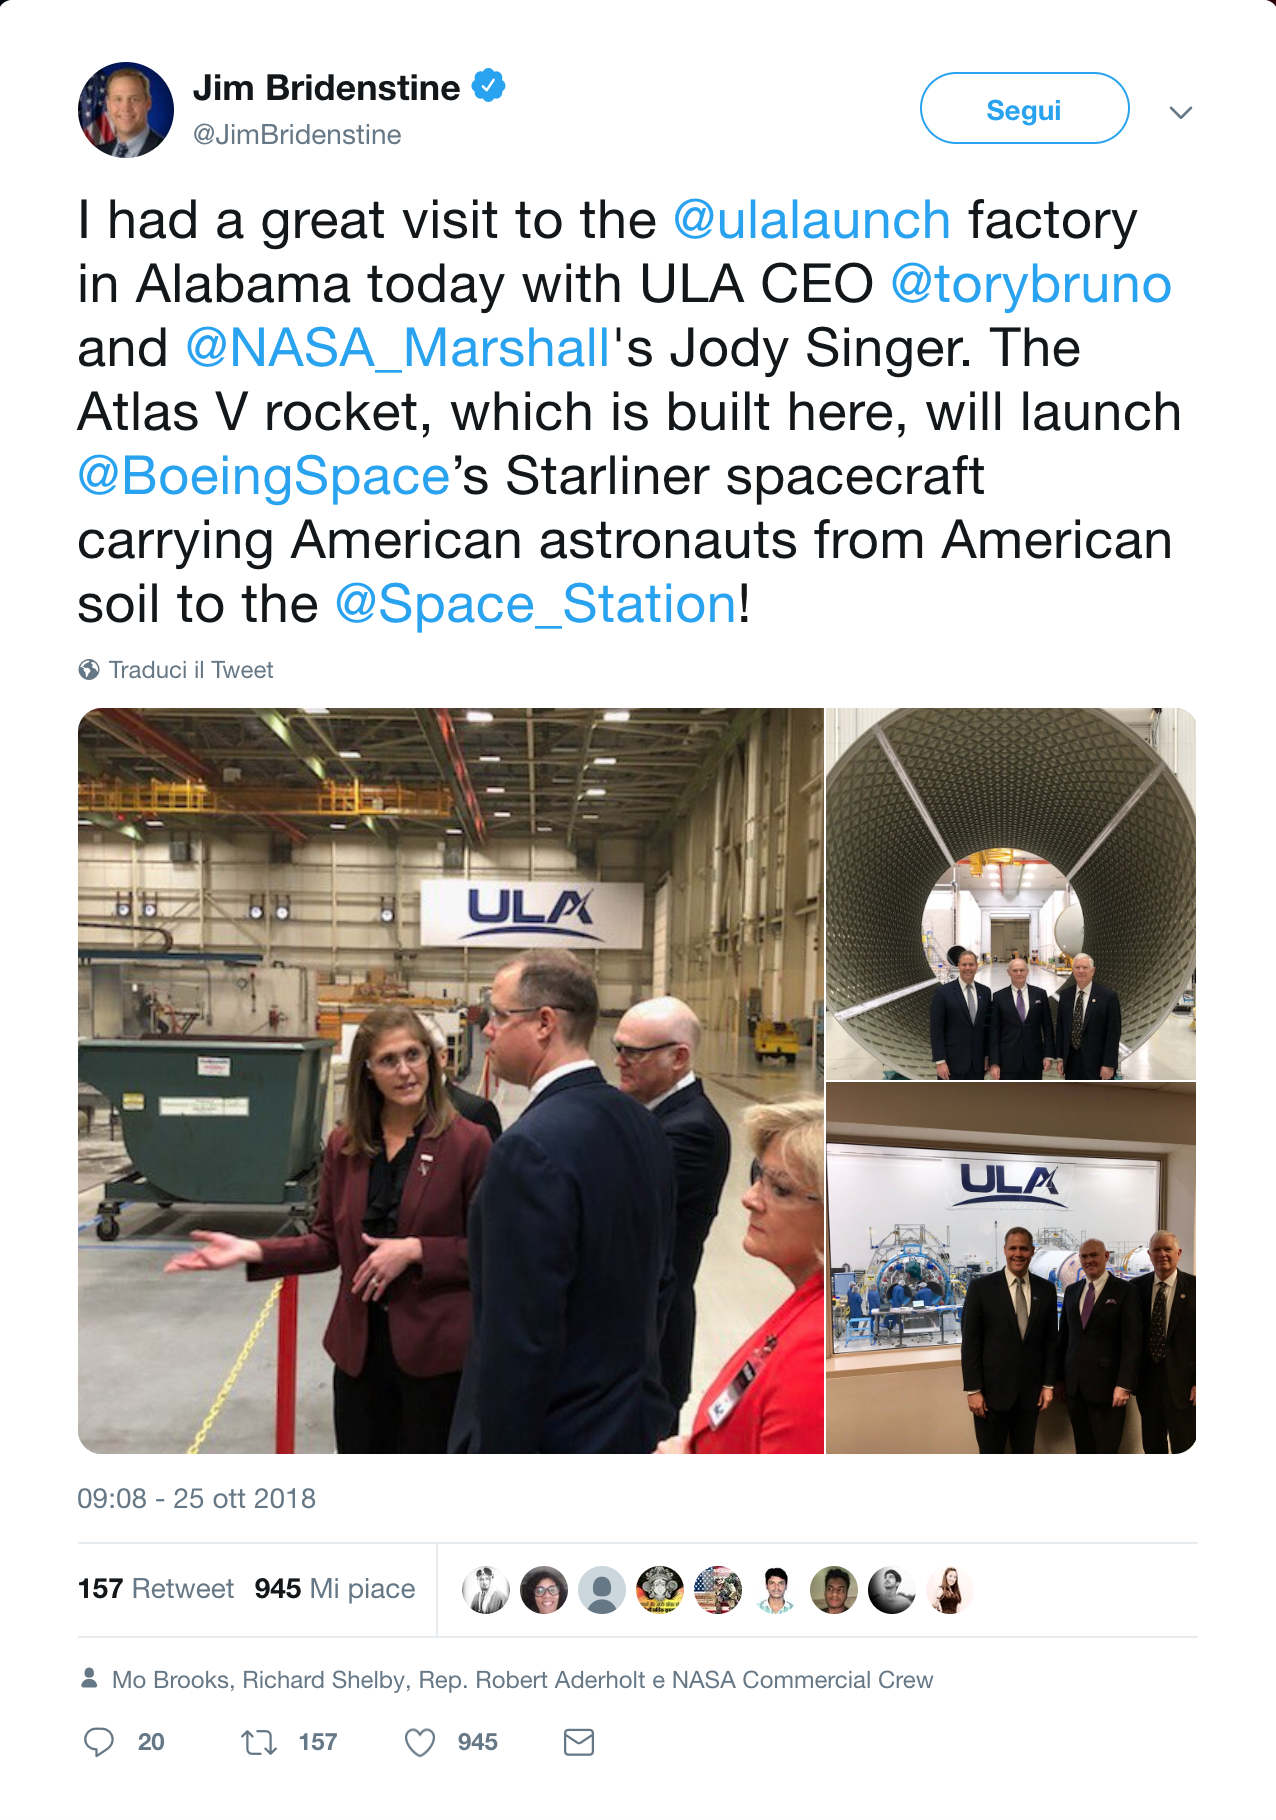 Jim Bridenstine
@JimBridenstine
Segui
I had a great visit to the @ulalaunch factory
in Alabama today with ULA CEO @torybruno
and @NASA_Marshall's Jody Singer. The
Atlas V rocket, which is built here, will launch
@BoeingSpace’s Starliner spacecraft
carrying American astronauts from American
soil to the @Space_Station!
Traduci il Tweet
ULA
ULA
09:08 - 25 ott 2018
157 Retweet 945 Mi piace
Mo Brooks, Richard Shelby, Rep. Robert Aderholt e NASA Commercial Crew
20 157 945